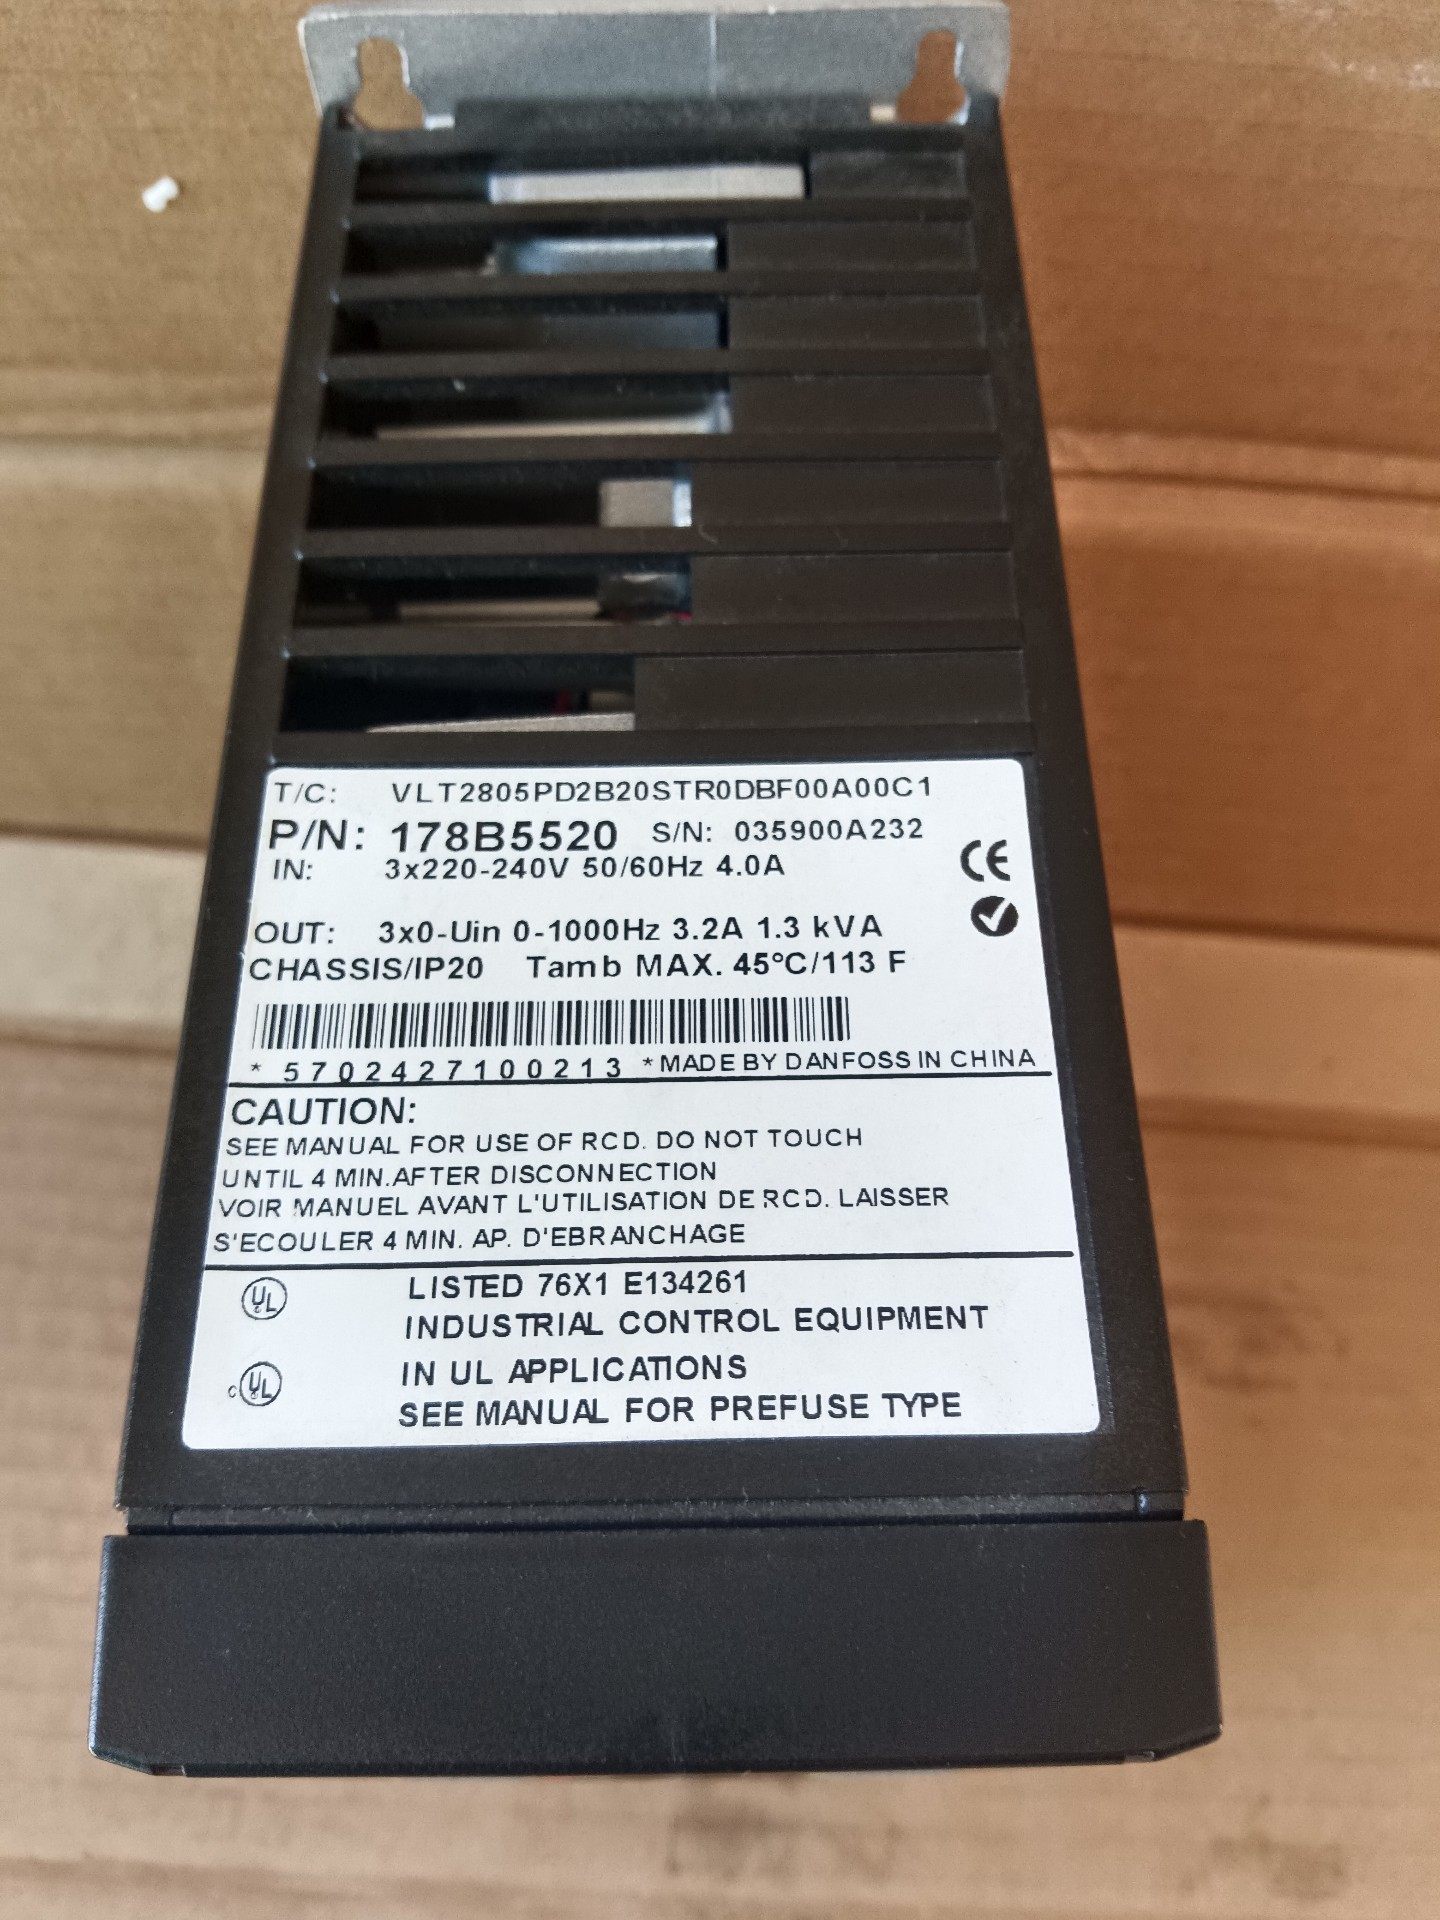 T/C: VLT2805PD2B20STR0DBF00A00C1
P/N: 178B5520 S/N: 035900A232
IN: 3x220-240V 50/60Hz 4.0A
CE
OUT: 3x0-Uin 0-1000Hz 3.2A 1.3 kVA
CHASSIS/IP20 Tamb MAX. 45°C/113 F
* 5702427100213 * MADE BY DANFOSS IN CHINA
CAUTION:
SEE MANUAL FOR USE OF RCD. DO NOT TOUCH
UNTIL 4 MIN.AFTER DISCONNECTION
VOIR MANUEL AVANT L'UTILISATION DE RCD. LAISSER
S'ECOULER 4 MIN. AP. D'EBRANCHAGE
UL LISTED 76X1 E134261
INDUSTRIAL CONTROL EQUIPMENT
c UL IN UL APPLICATIONS
SEE MANUAL FOR PREFUSE TYPE